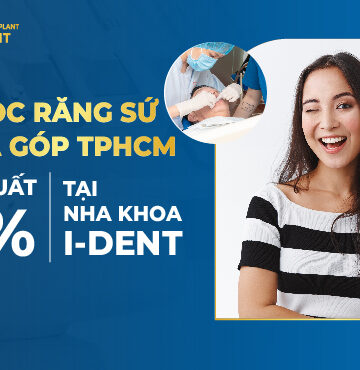 PLANT
NT
ỌC RĂNG SỨ
GÓP TPHCM
UẤT
%
TẠI
NHA KHOA
I-DENT